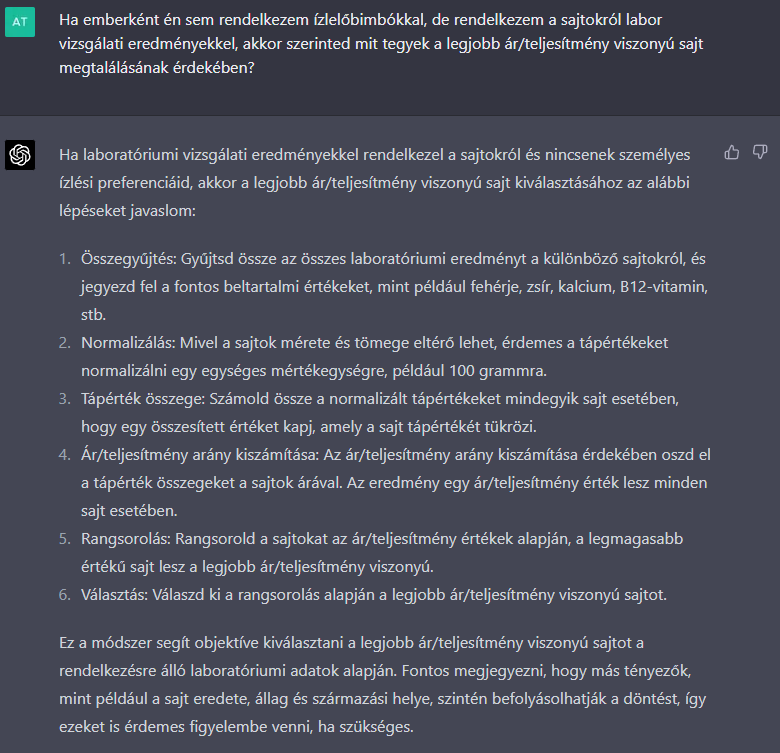 AT
Ha emberként én sem rendelkezem ízlelőbimbókkal, de rendelkezem a sajtokról labor
vizsgálati eredményekkel, akkor szerinted mit tegyek a legjobb ár/teljesítmény viszonyú sajt
megtalálásának érdekében?
Ha laboratóriumi vizsgálati eredményekkel rendelkezel a sajtokról és nincsenek személyes
ízlési preferenciáid, akkor a legjobb ár/teljesítmény viszonyú sajt kiválasztásához az alábbi
lépéseket javaslom:
1. Összegyűjtés: Gyűjtsd össze az összes laboratóriumi eredményt a különböző sajtokról, és
jegyezd fel a fontos beltartalmi értékeket, mint például fehérje, zsír, kalcium, B12-vitamin,
stb.
2. Normalizálás: Mivel a sajtok mérete és tömege eltérő lehet, érdemes a tápértékeket
normalizálni egy egységes mértékegységre, például 100 grammra.
3. Tápérték összege: Számold össze a normalizált tápértékeket mindegyik sajt esetében,
hogy egy összesített értéket kapj, amely a sajt tápértékét tükrözi.
4. Ár/teljesítmény arány kiszámítása: Az ár/teljesítmény arány kiszámítása érdekében oszd el
a tápérték összegeket a sajtok árával. Az eredmény egy ár/teljesítmény érték lesz minden
sajt esetében.
5. Rangsorolás: Rangsorold a sajtokat az ár/teljesítmény értékek alapján, a legmagasabb
értékű sajt lesz a legjobb ár/teljesítmény viszonyú.
6. Választás: Válaszd ki a rangsorolás alapján a legjobb ár/teljesítmény viszonyú sajtot.
Ez a módszer segít objektíve kiválasztani a legjobb ár/teljesítmény viszonyú sajtot a
rendelkezésre álló laboratóriumi adatok alapján. Fontos megjegyezni, hogy más tényezők,
mint például a sajt eredete, állag és származási helye, szintén befolyásolhatják a döntést, így
ezeket is érdemes figyelembe venni, ha szükséges.